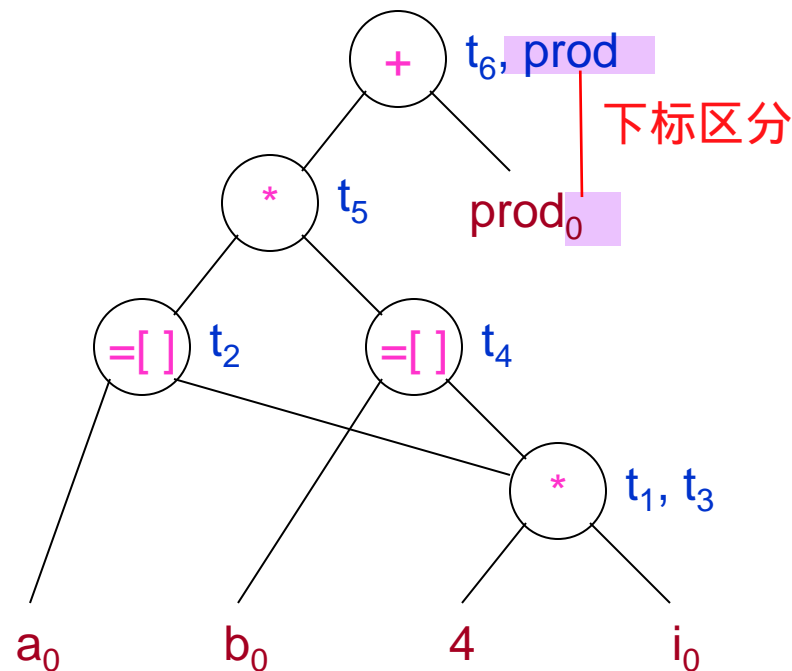 + t₆, prod
下标区分
* t₅
prod₀
=[ ] t₂ =[ ] t₄
* t₁, t₃
a₀ b₀ 4 i₀